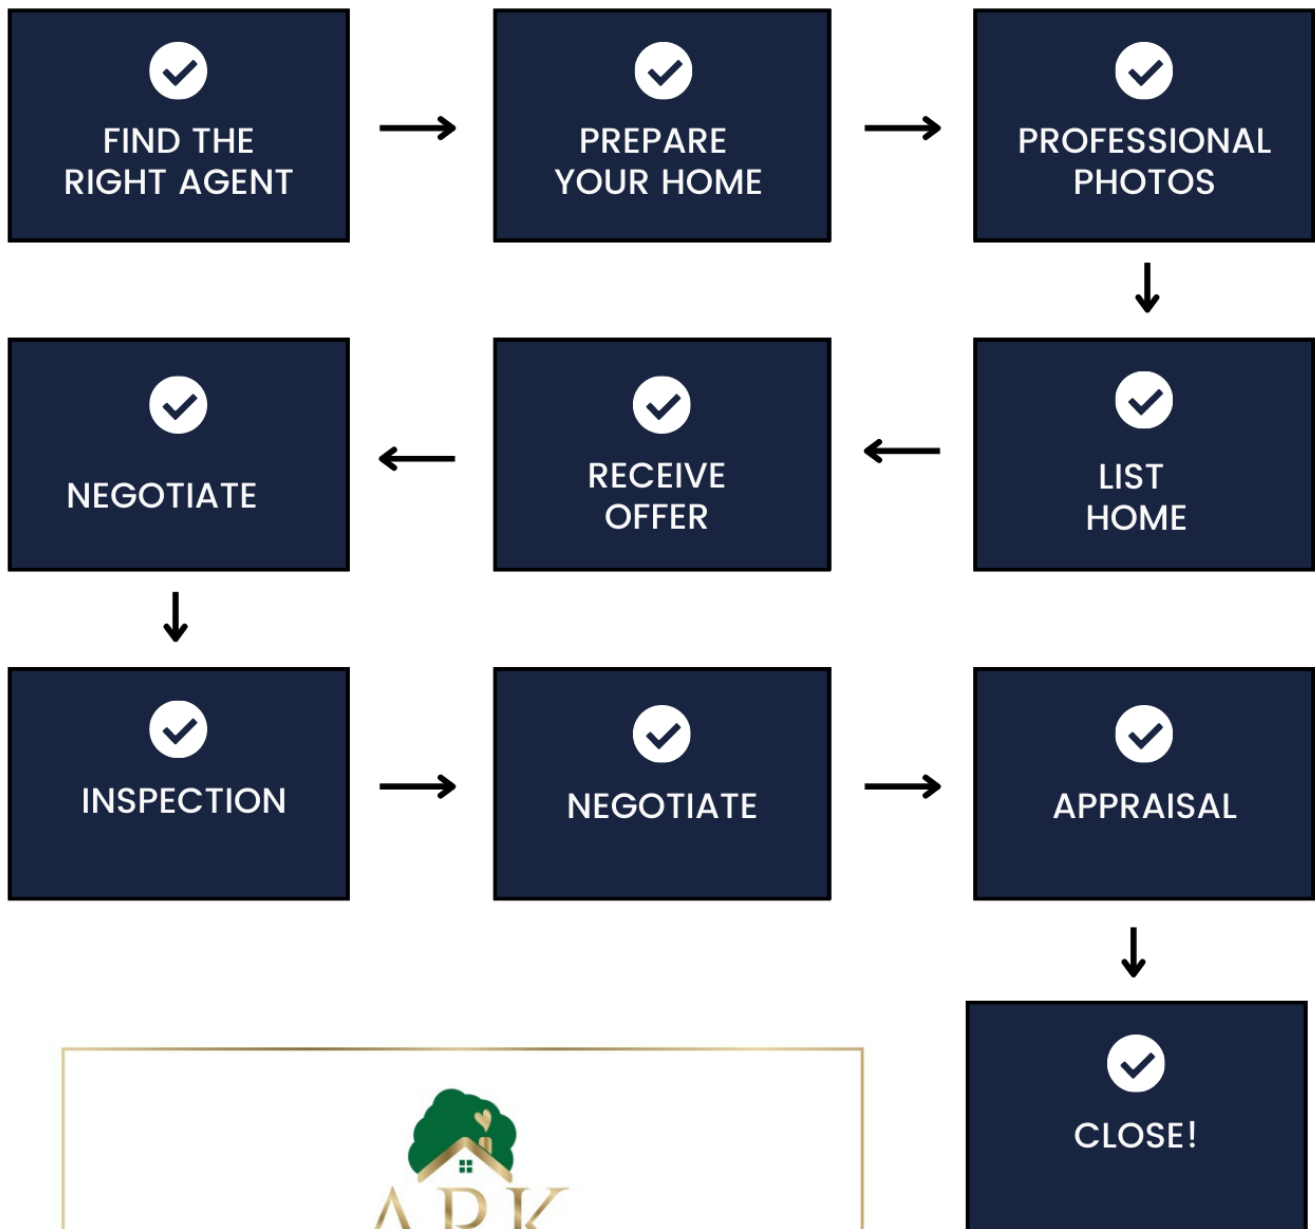 FIND THE
RIGHT AGENT
PREPARE
YOUR HOME
PROFESSIONAL
PHOTOS
LIST
HOME
RECEIVE
OFFER
NEGOTIATE
INSPECTION
NEGOTIATE
APPRAISAL
CLOSE!